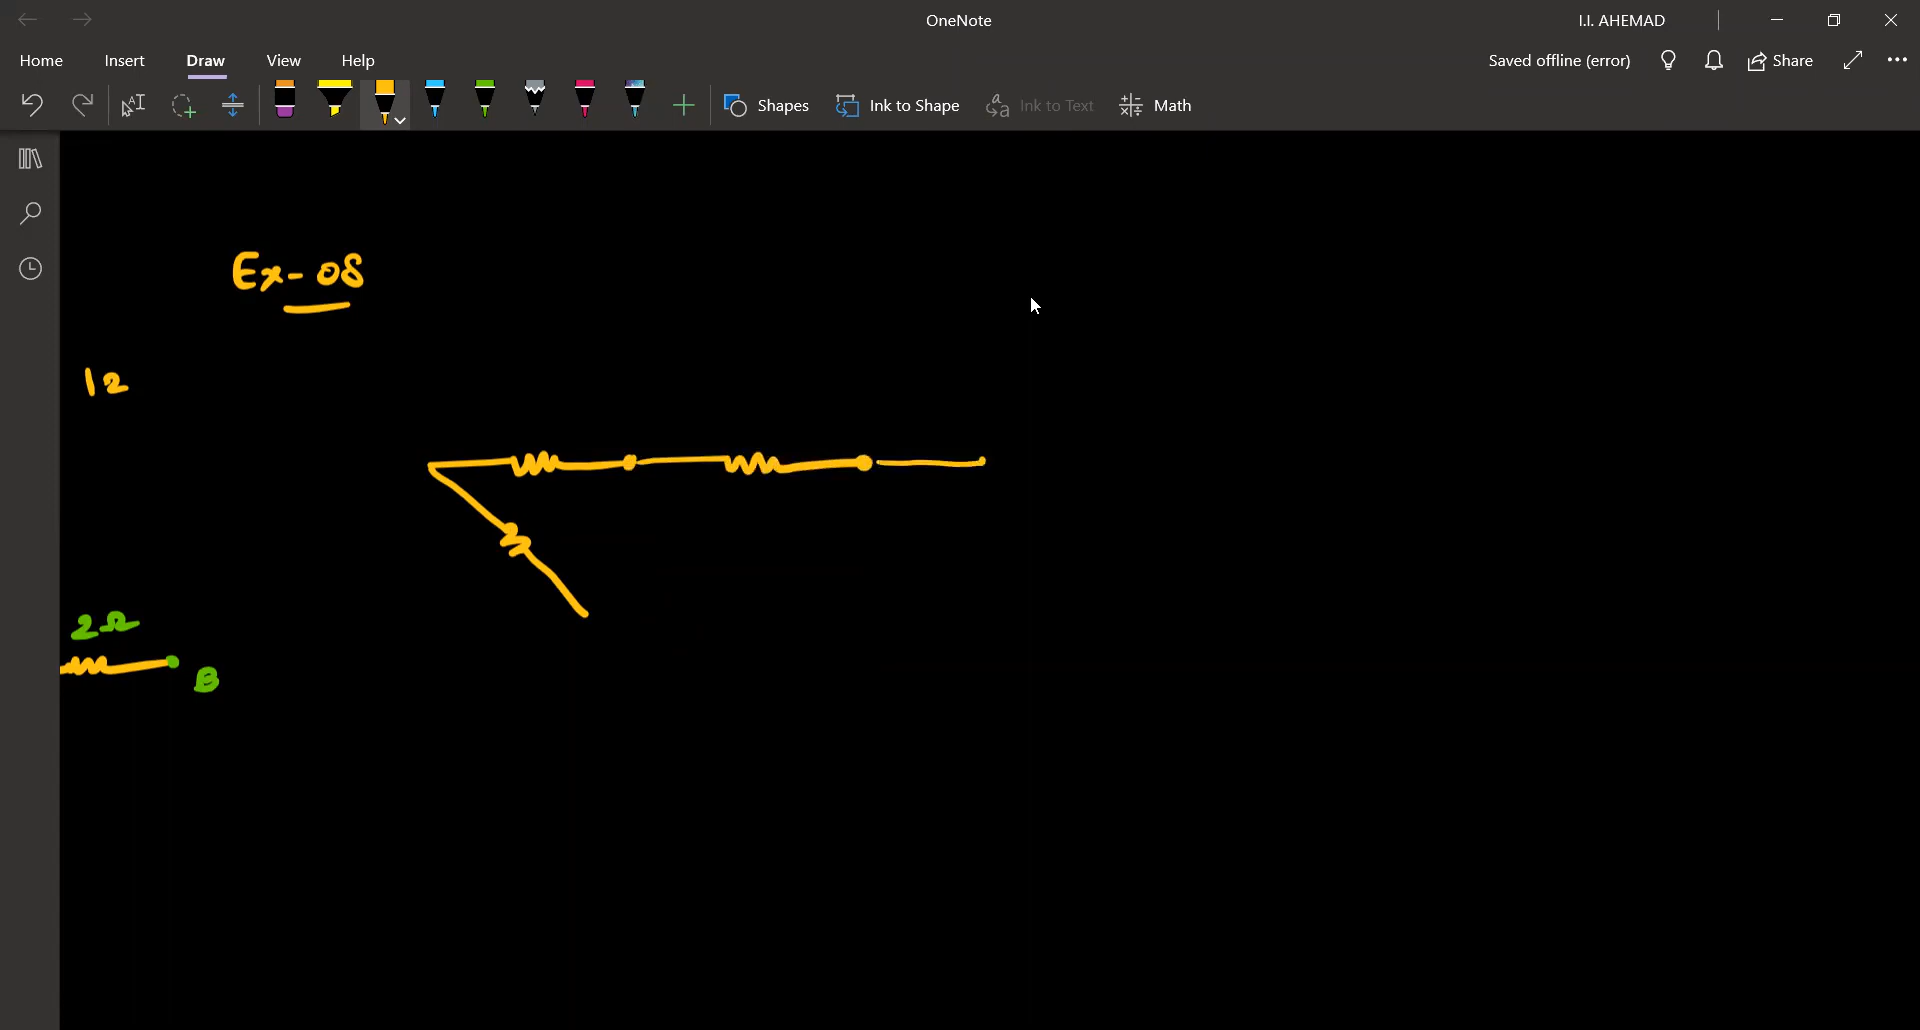 OneNote
I.I. AHEMAD
Home Insert Draw View Help
Saved offline (error) Share
Shapes Ink to Shape Ink to Text Math
Ex-08
12
2Ω
B